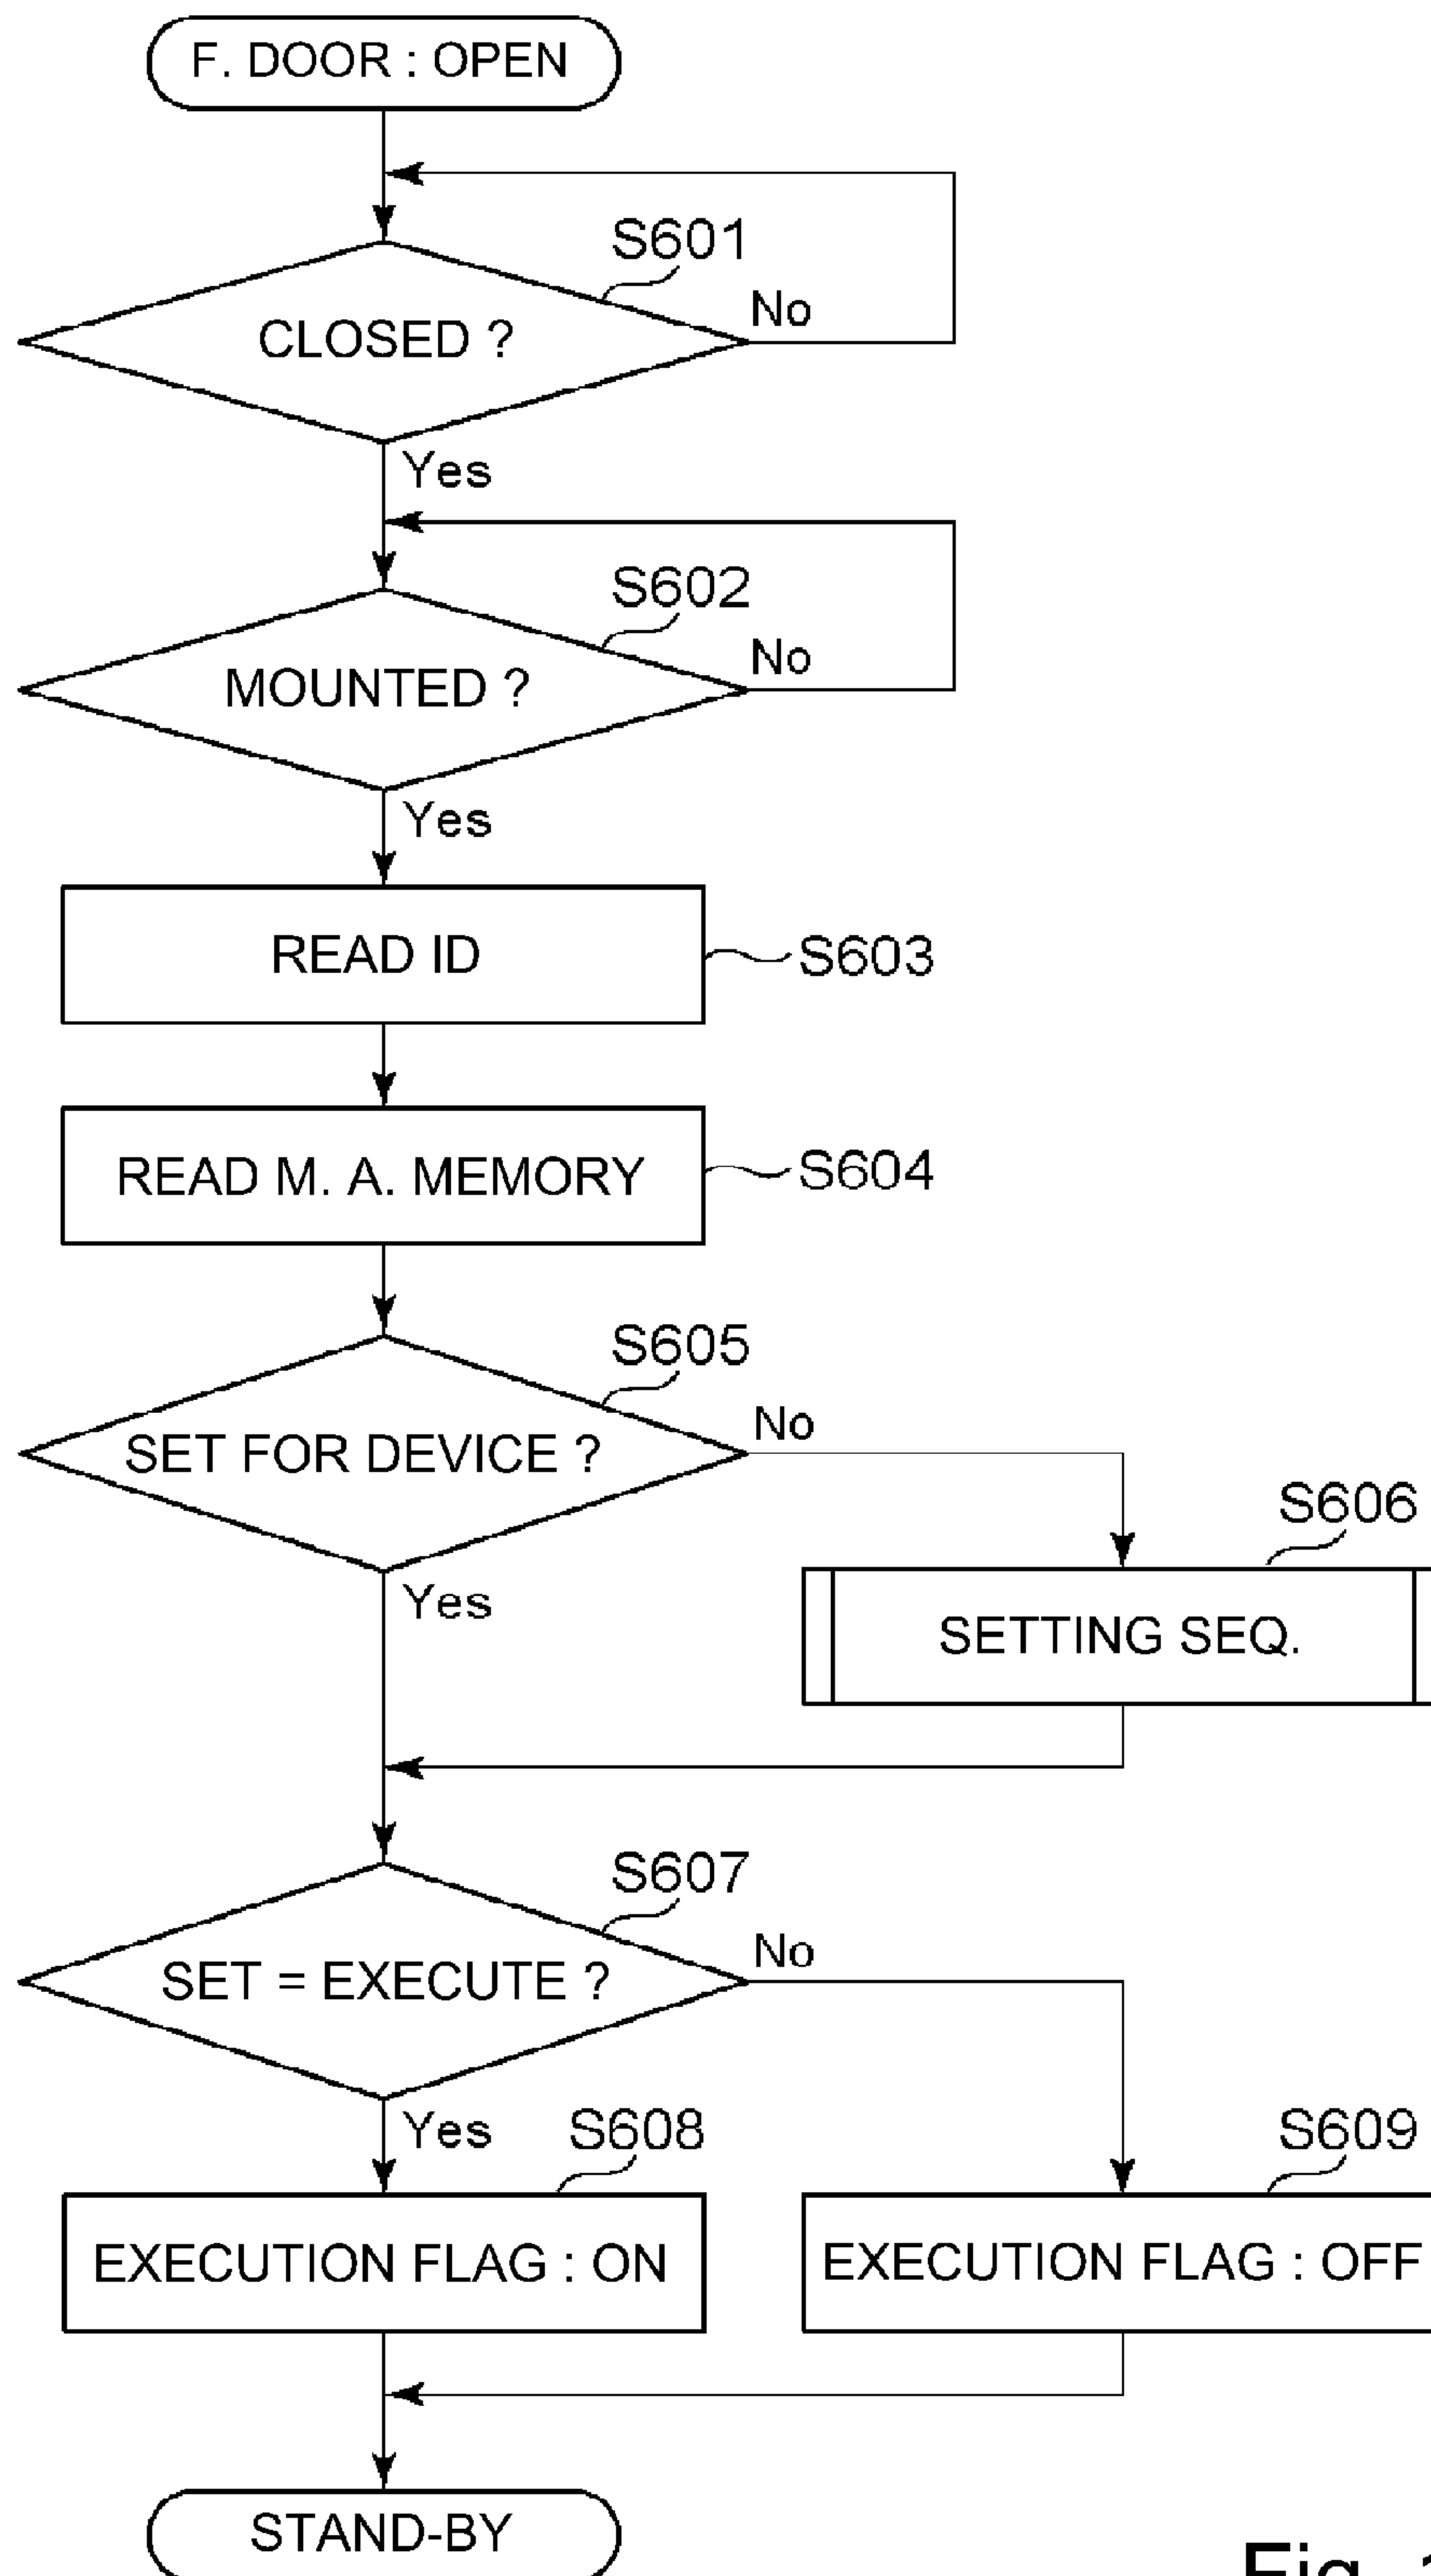 F. DOOR : OPEN
S601
CLOSED ?
No
Yes
S602
MOUNTED ?
No
Yes
READ ID
S603
READ M. A. MEMORY
S604
S605
SET FOR DEVICE ?
No
Yes
S606
SETTING SEQ.
S607
SET = EXECUTE ?
No
Yes
S608
S609
EXECUTION FLAG : ON
EXECUTION FLAG : OFF
STAND-BY
Fig.